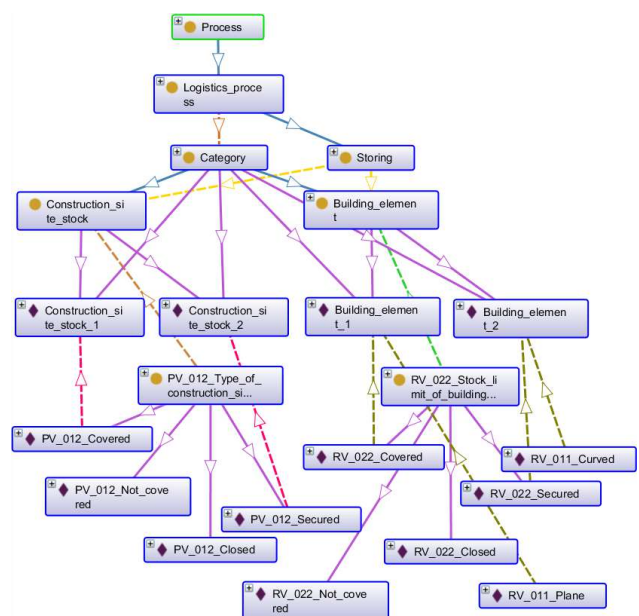 Process
Logistics_proce
ss
Category
Storing
Construction_si
te_stock
Building_elemen
t
Construction_si
te_stock_1
Construction_si
te_stock_2
Building_elemen
t_1
Building_elemen
t_2
PV_012_Type_of_
construction_si...
RV_022_Stock_li
mit_of_building...
PV_012_Covered
RV_022_Covered
RV_011_Curved
PV_012_Not_cove
red
RV_022_Secured
PV_012_Secured
PV_012_Closed
RV_022_Closed
RV_022_Not_cove
red
RV_011_Plane